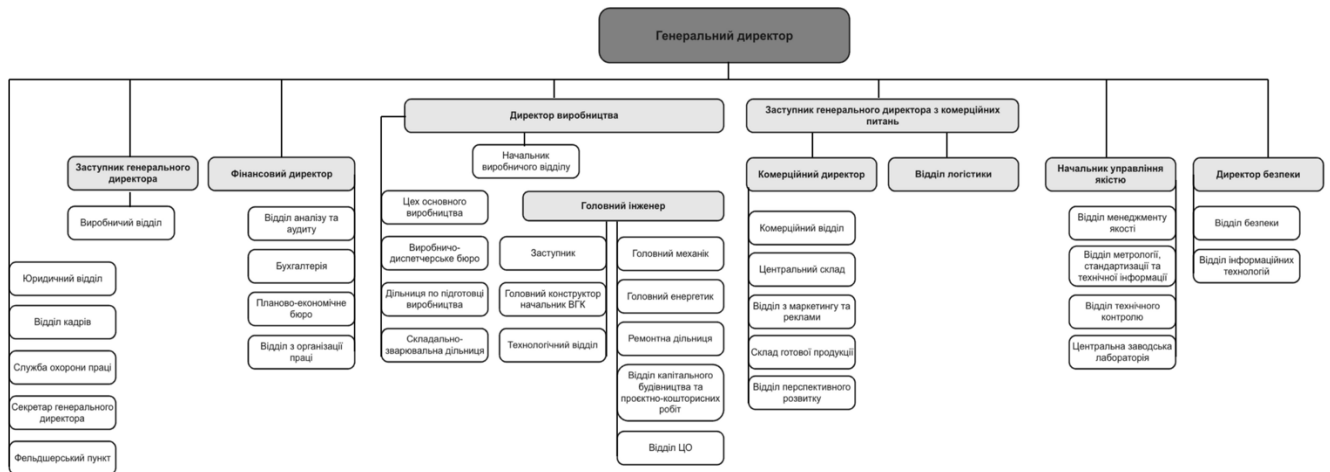 Генеральний директор
Директор виробництва
Заступник генерального директора з комерційних
питань
Начальник
виробничого відділу
Заступник генерального
директора
Фінансовий директор
Комерційний директор
Відділ логістики
Начальник управління
якістю
Директор безпеки
Виробничий відділ
Відділ аналізу та
аудиту
Бухгалтерія
Планово-економічне
бюро
Відділ з організації
праці
Юридичний відділ
Відділ кадрів
Служба охорони праці
Секретар генерального
директора
Фельдшерський пункт
Цех основного
виробництва
Виробничо-
диспетчерське бюро
Дільниця по підготовці
виробництва
Складально-
зварювальна дільниця
Головний інженер
Заступник
Головний конструктор
начальник ВГК
Технологічний відділ
Головний механік
Головний енергетик
Ремонтна дільниця
Відділ капітального
будівництва та
проєктно-кошторисних
робіт
Відділ ЦО
Комерційний відділ
Центральний склад
Відділ з маркетингу та
реклами
Склад готової продукції
Відділ перспективного
розвитку
Відділ менеджменту
якості
Відділ метрології,
стандартизації та
технічної інформації
Відділ технічного
контролю
Центральна заводська
лабораторія
Відділ безпеки
Відділ інформаційних
технологій